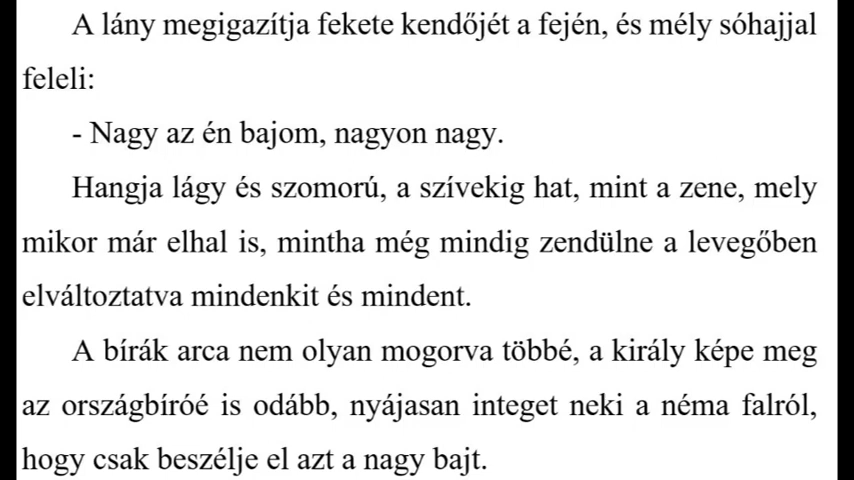 A lány megigazítja fekete kendőjét a fején, és mély sóhajjal
feleli:
- Nagy az én bajom, nagyon nagy.
Hangja lágy és szomorú, a szívekig hat, mint a zene, mely
mikor már elhal is, mintha még mindig zendülne a levegőben
elváltoztatva mindenkit és mindent.
A bírák arca nem olyan mogorva többé, a király képe meg
az országbíróé is odább, nyájasan integet neki a néma falról,
hogy csak beszélje el azt a nagy bajt.